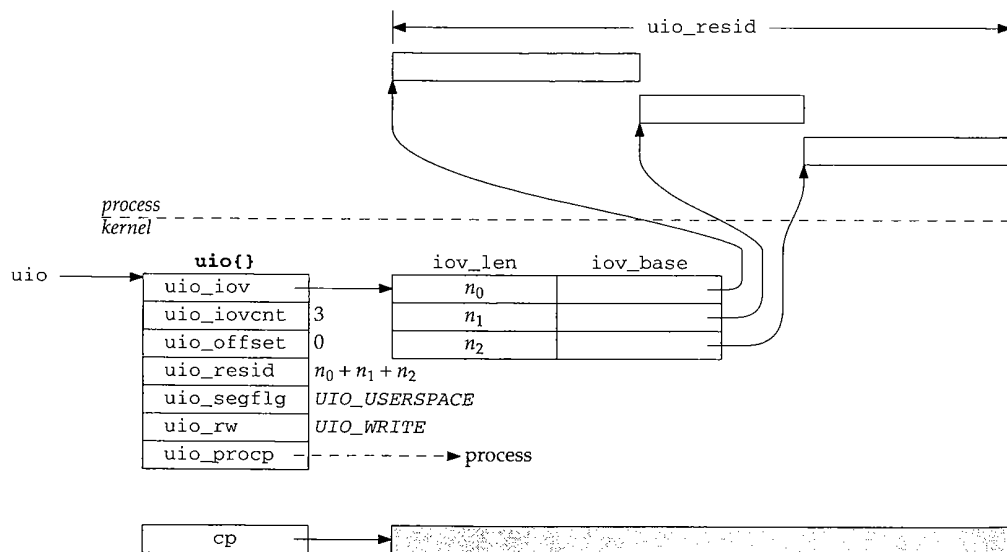 uio_resid
process
kernel
uio
uio{}
iov_len iov_base
uio_iov n₀
uio_iovcnt 3 n₁
uio_offset 0 n₂
uio_resid n₀ + n₁ + n₂
uio_segflg UIO_USERSPACE
uio_rw UIO_WRITE
uio_procp process
cp